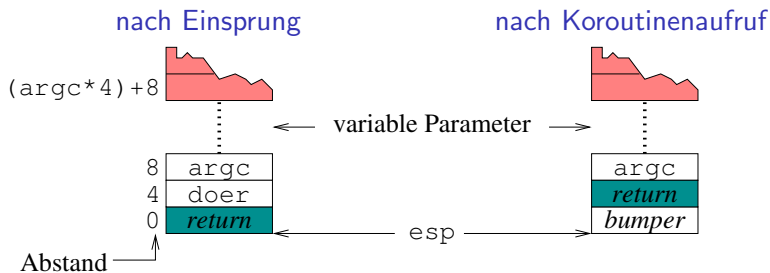 nach Einsprung
nach Koroutinenaufruf
(argc*4)+8
variable Parameter
8 argc
argc
4 doer
return
0 return
esp
bumper
Abstand